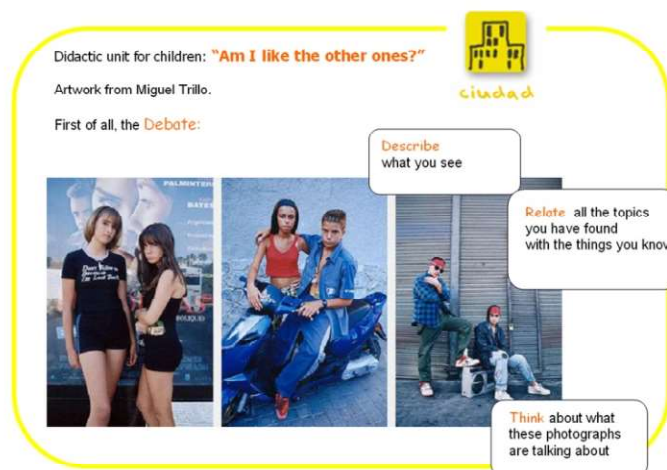 Didactic unit for children: "Am I like the other ones?"
ciudad
Artwork from Miguel Trillo.
First of all, the Debate:
Describe
what you see
Relate all the topics
you have found
with the things you know
PALMINTERI
BAYES
Think about what
these photographs
are talking about